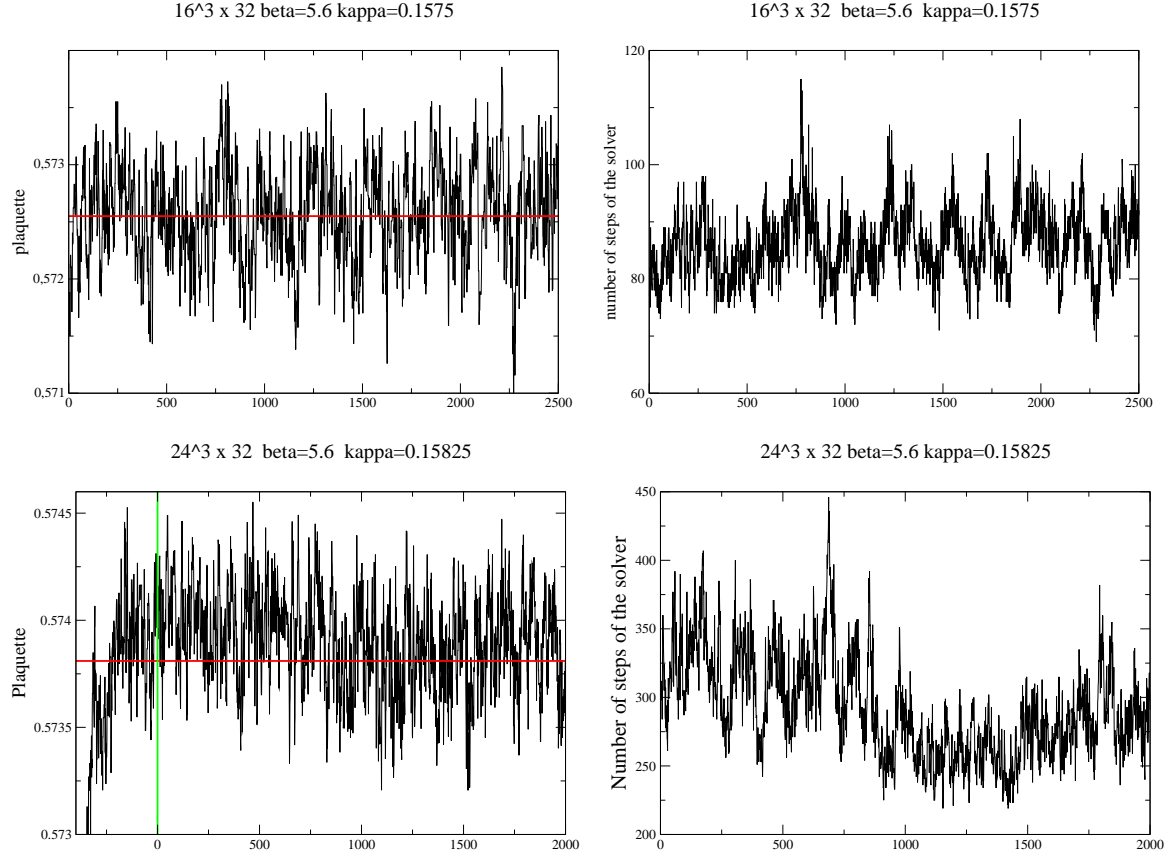 16^3 x 32 beta=5.6 kappa=0.1575
plaquette
0,573
0,572
0,571
0 500 1000 1500 2000 2500
16^3 x 32 beta=5.6 kappa=0.1575
number of steps of the solver
120
100
80
60
0 500 1000 1500 2000 2500
24^3 x 32 beta=5.6 kappa=0.15825
Plaquette
0.5745
0.574
0.5735
0.573
0 500 1000 1500 2000
24^3 x 32 beta=5.6 kappa=0.15825
Number of steps of the solver
450
400
350
300
250
200
0 500 1000 1500 2000